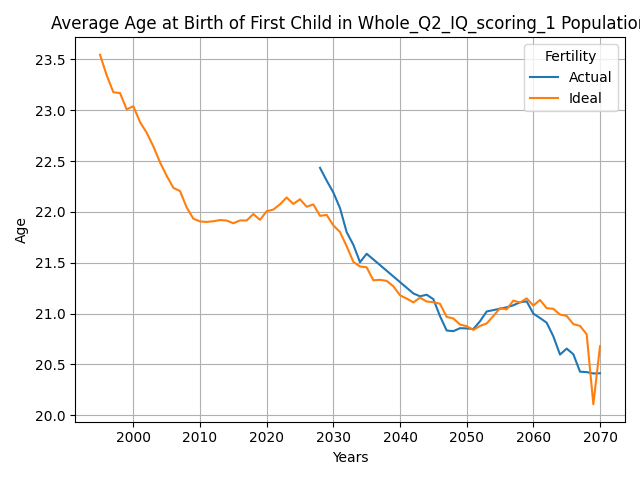 Average Age at Birth of First Child in Whole_Q2_IQ_scoring_1 Population
Fertility
Actual
Ideal
23.5
23.0
22.5
22.0
21.5
21.0
20.5
20.0
Age
2000 2010 2020 2030 2040 2050 2060 2070
Years